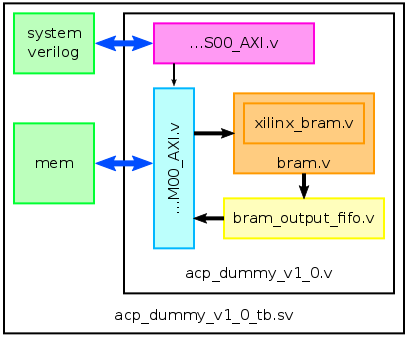 system
verilog
...S00_AXI.v
...M00_AXI.v
xilinx_bram.v
bram.v
mem
bram_output_fifo.v
acp_dummy_v1_0.v
acp_dummy_v1_0_tb.sv